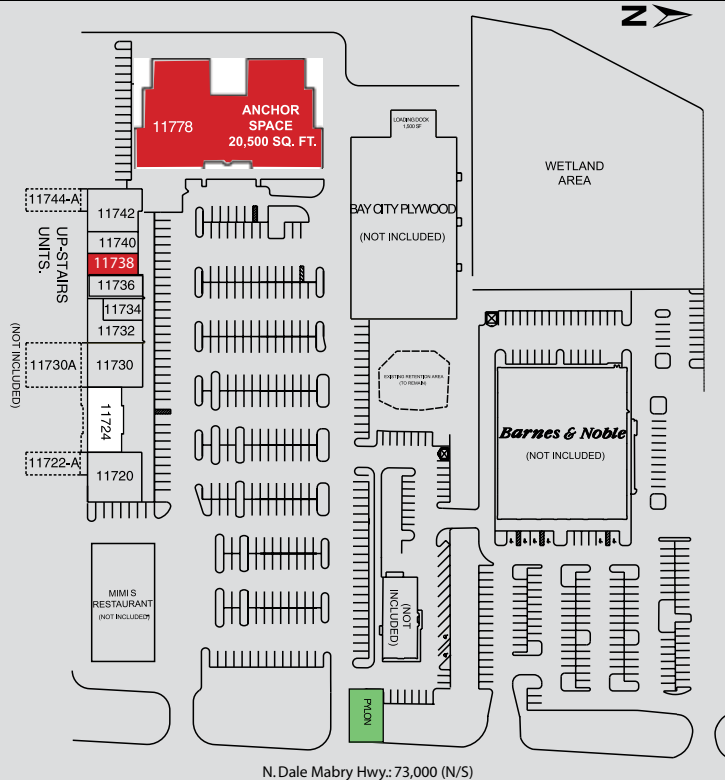 N
11778
ANCHOR
SPACE
20,500 SQ. FT.
LOADING DOCK
1,500 SF
BAY CITY PLYWOOD
(NOT INCLUDED)
WETLAND
AREA
11744-A
11742
11740
11738
11736
11734
11732
11730A
11730
11724
11722-A
11720
UP-STAIRS
UNITS.
(NOT INCLUDED)
EXISTING RETENTION AREA
(TO REMAIN)
Barnes & Noble
(NOT INCLUDED)
MIMI S
RESTAURANT
(NOT INCLUDED*)
(NOT
INCLUDED)
PYLON
N. Dale Mabry Hwy.: 73,000 (N/S)